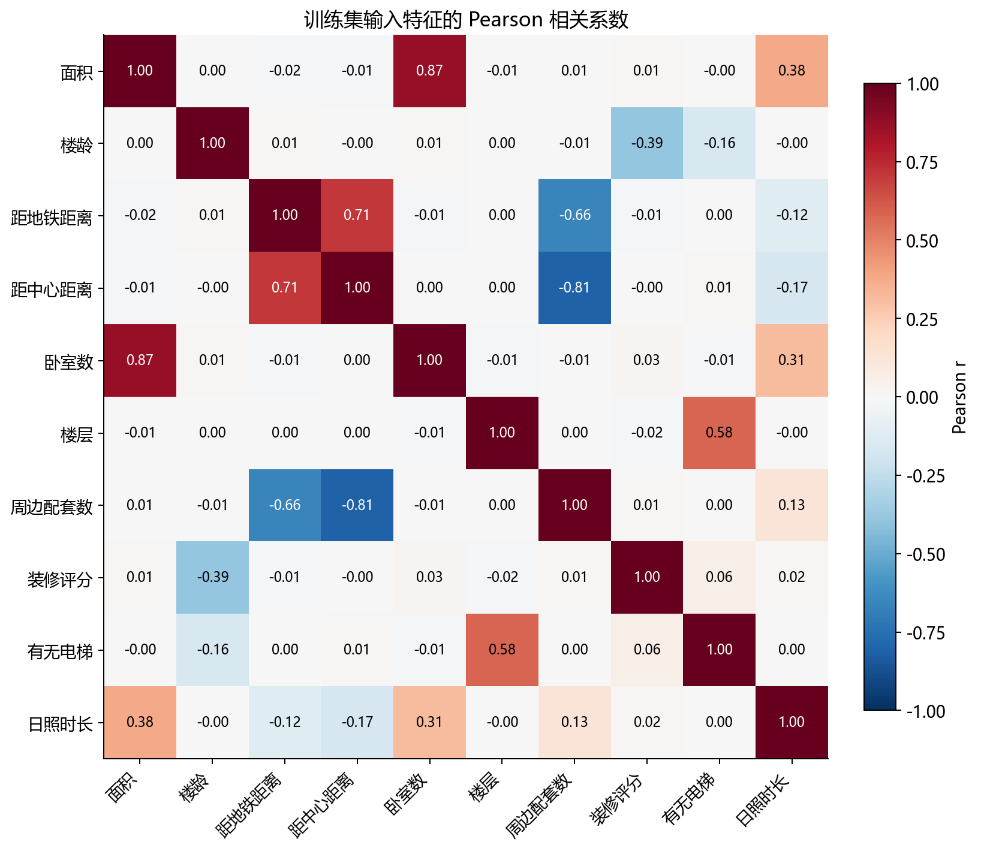 训练集输入特征的 Pearson 相关系数
面积 1.00 0.00 -0.02 -0.01 0.87 -0.01 0.01 0.01 -0.00 0.38
楼龄 0.00 1.00 0.01 -0.00 0.01 0.00 -0.01 -0.39 -0.16 -0.00
距地铁距离 -0.02 0.01 1.00 0.71 -0.01 0.00 -0.66 -0.01 0.00 -0.12
距中心距离 -0.01 -0.00 0.71 1.00 0.00 0.00 -0.81 -0.00 0.01 -0.17
卧室数 0.87 0.01 -0.01 0.00 1.00 -0.01 -0.01 0.03 -0.01 0.31
楼层 -0.01 0.00 0.00 0.00 -0.01 1.00 0.00 -0.02 0.58 -0.00
周边配套数 0.01 -0.01 -0.66 -0.81 -0.01 0.00 1.00 0.01 0.00 0.13
装修评分 0.01 -0.39 -0.01 -0.00 0.03 -0.02 0.01 1.00 0.06 0.02
有无电梯 -0.00 -0.16 0.00 0.01 -0.01 0.58 0.00 0.06 1.00 0.00
日照时长 0.38 -0.00 -0.12 -0.17 0.31 -0.00 0.13 0.02 0.00 1.00
面积 楼龄 距地铁距离 距中心距离 卧室数 楼层 周边配套数 装修评分 有无电梯 日照时长
1.00
0.75
0.50
0.25
0.00
-0.25
-0.50
-0.75
-1.00
Pearson r